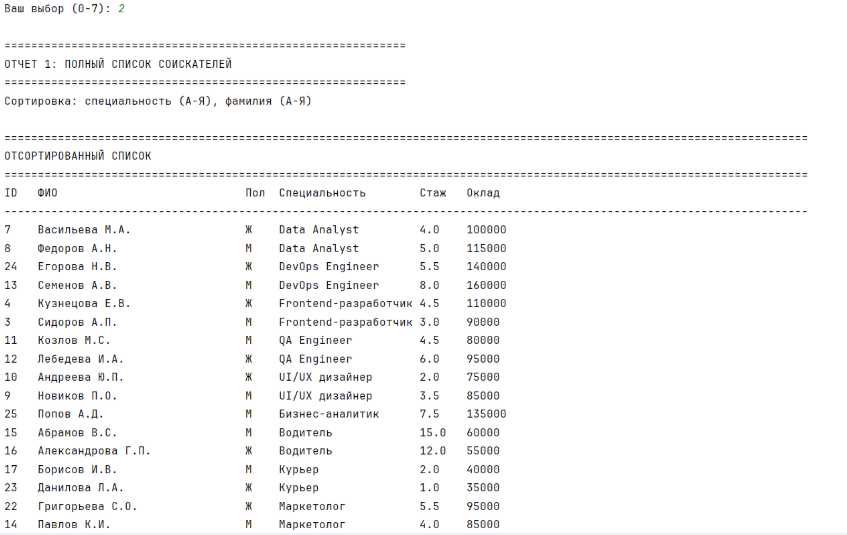 Ваш выбор (0-7): 2
============================================================
ОТЧЕТ 1: ПОЛНЫЙ СПИСОК СОИСКАТЕЛЕЙ
============================================================
Сортировка: специальность (А-Я), фамилия (А-Я)
========================================================================================================================
ОТСОРТИРОВАННЫЙ СПИСОК
========================================================================================================================
ID ФИО Пол Специальность Стаж Оклад
------------------------------------------------------------------------------------------------------------------------
7 Васильева М.А. Ж Data Analyst 4.0 100000
8 Федоров А.Н. М Data Analyst 5.0 115000
24 Егорова Н.В. Ж DevOps Engineer 5.5 140000
13 Семенов А.В. М DevOps Engineer 8.0 160000
4 Кузнецова Е.В. Ж Frontend-разработчик 4.5 110000
3 Сидоров А.П. М Frontend-разработчик 3.0 90000
11 Козлов М.С. М QA Engineer 4.5 80000
12 Лебедева И.А. Ж QA Engineer 6.0 95000
10 Андреева Ю.П. Ж UI/UX дизайнер 2.0 75000
9 Новиков П.О. М UI/UX дизайнер 3.5 85000
25 Попов А.Д. М Бизнес-аналитик 7.5 135000
15 Абрамов В.С. М Водитель 15.0 60000
16 Александрова Г.П. Ж Водитель 12.0 55000
17 Борисов И.В. М Курьер 2.0 40000
23 Данилова Л.А. Ж Курьер 1.0 35000
22 Григорьева С.О. Ж Маркетолог 5.5 95000
14 Павлов К.И. М Маркетолог 4.0 85000